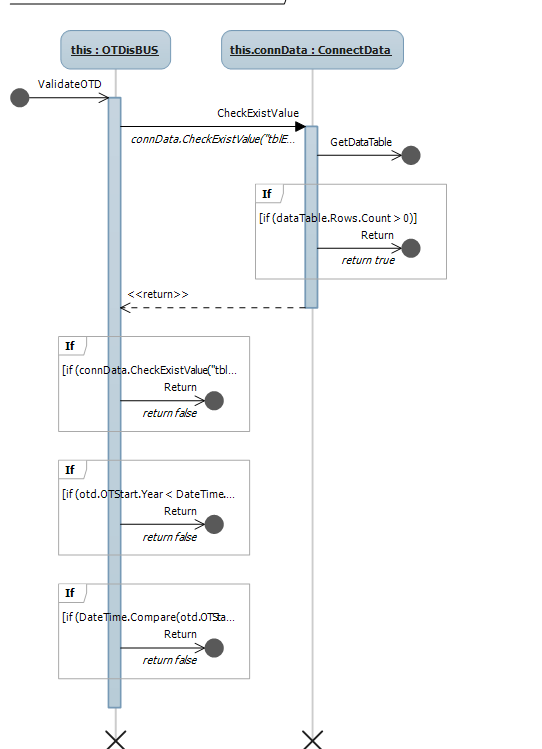 this : OTDisBUS
this.connData : ConnectData
ValidateOTD
CheckExistValue
connData.CheckExistValue("tblE...
GetDataTable
If
[if (dataTable.Rows.Count > 0)]
Return
return true
<<return>>
If
[if (connData.CheckExistValue("tbl...
Return
return false
If
[if (otd.OTStart.Year < DateTime....
Return
return false
If
[if (DateTime.Compare(otd.OTSta...
Return
return false